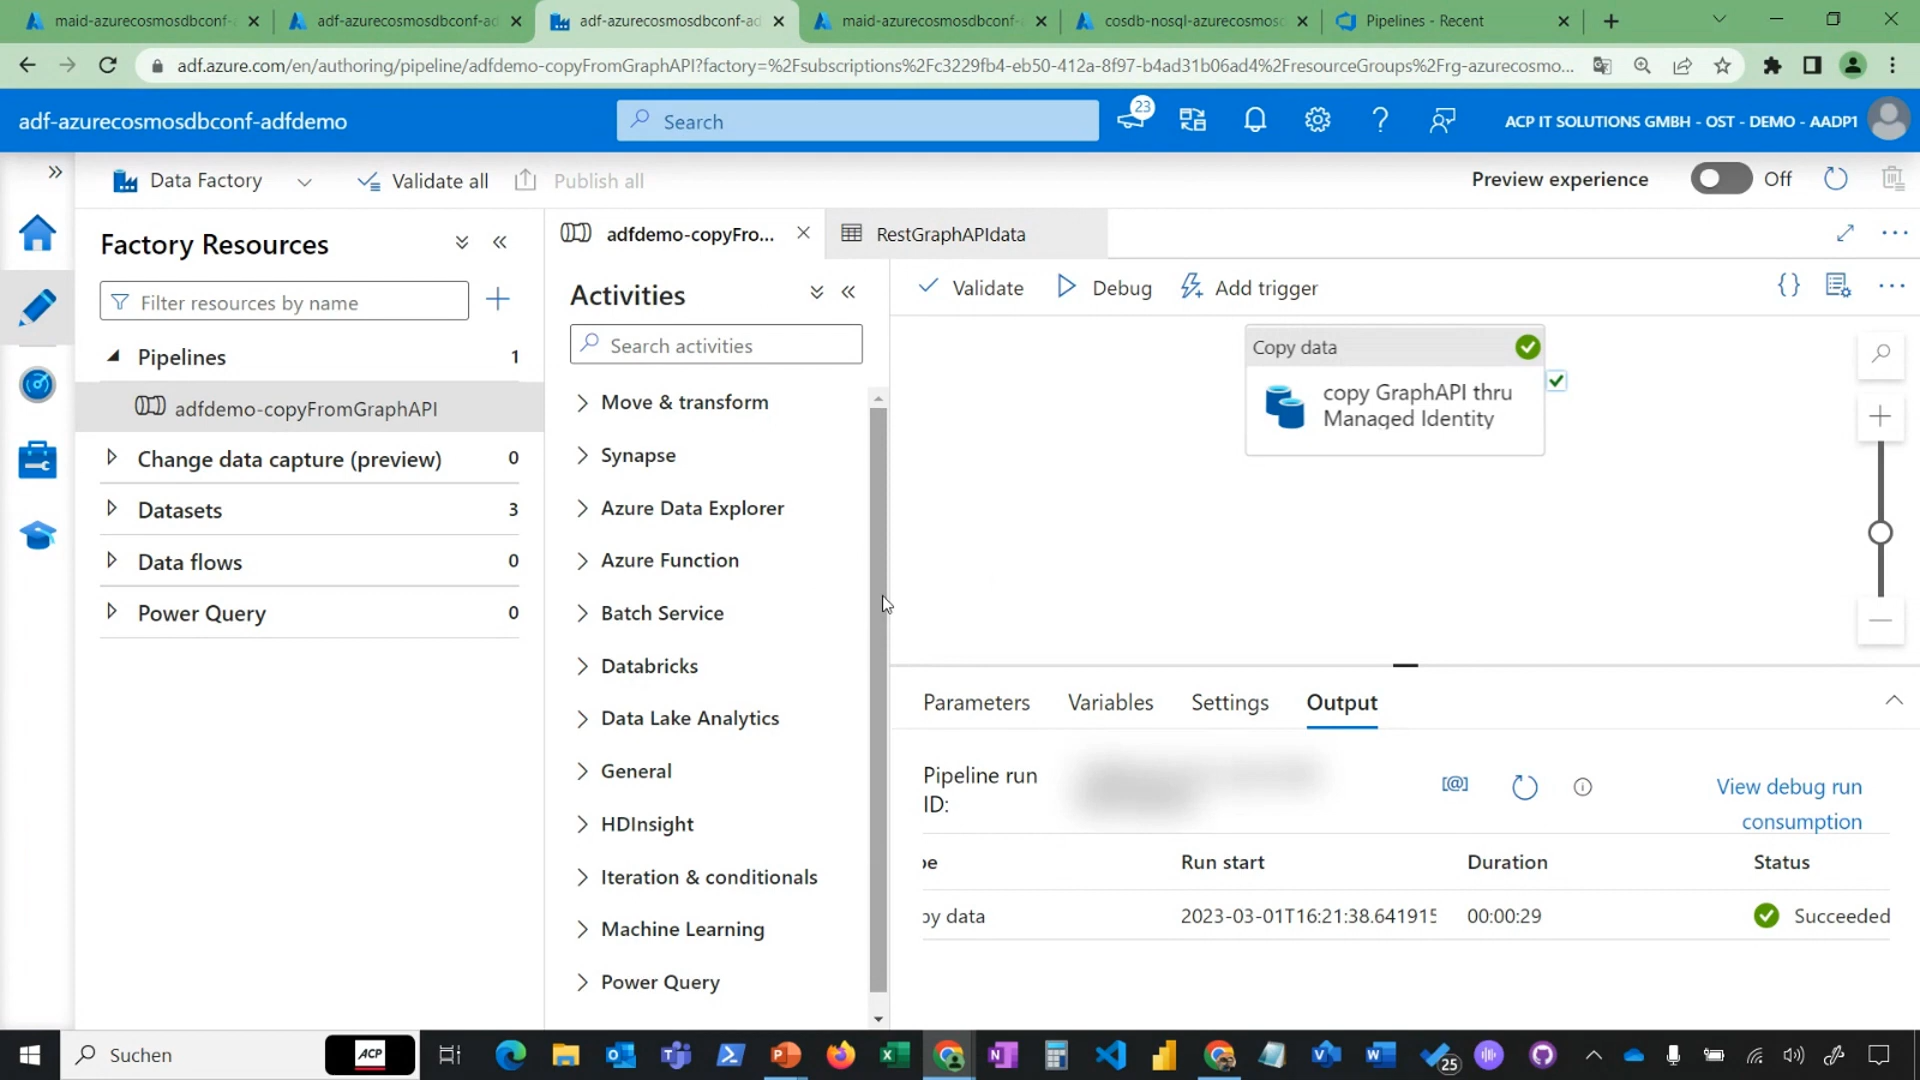 maid-azurecosmosdbconf-
adf-azurecosmosdbconf-ad
adf-azurecosmosdbconf-ad
maid-azurecosmosdbconf-
cosdb-nosql-azurecosmosd
Pipelines - Recent
adf.azure.com/en/authoring/pipeline/adfdemo-copyFromGraphAPI?factory=%2Fsubscriptions%2Fc3229fb4-eb50-412a-8f97-b4ad31b06ad4%2FresourceGroups%2Frg-azurecosmo...
adf-azurecosmosdbconf-adfdemo
Search
23
ACP IT SOLUTIONS GMBH - OST - DEMO - AADP1
Data Factory
Validate all
Publish all
Preview experience
Off
Factory Resources
adfdemo-copyFro...
RestGraphAPIdata
Filter resources by name
Activities
Validate
Debug
Add trigger
Search activities
Pipelines 1
adfdemo-copyFromGraphAPI
Change data capture (preview) 0
Datasets 3
Data flows 0
Power Query 0
Move & transform
Synapse
Azure Data Explorer
Azure Function
Batch Service
Databricks
Data Lake Analytics
General
HDInsight
Iteration & conditionals
Machine Learning
Power Query
Copy data
copy GraphAPI thru
Managed Identity
Parameters
Variables
Settings
Output
Pipeline run
ID:
[@]
View debug run
consumption
pe Run start Duration Status
py data 2023-03-01T16:21:38.641915 00:00:29 Succeeded
Suchen
ACP
25